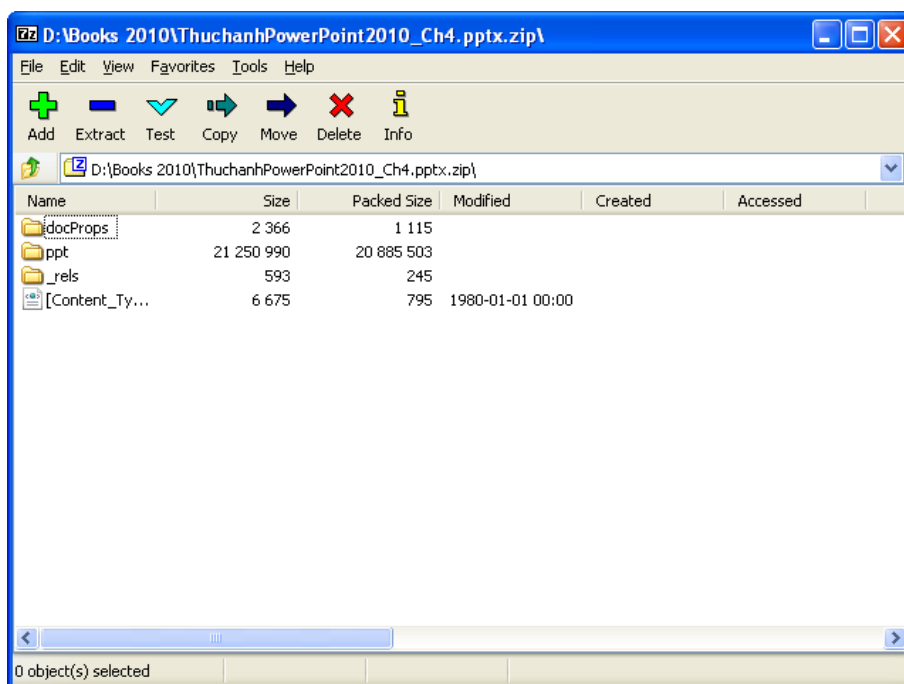 7z D:\Books 2010\ThuchanhPowerPoint2010_Ch4.pptx.zip\
File Edit View Favorites Tools Help
Add Extract Test Copy Move Delete Info
D:\Books 2010\ThuchanhPowerPoint2010_Ch4.pptx.zip\
Name Size Packed Size Modified Created Accessed
docProps 2 366 1 115
ppt 21 250 990 20 885 503
_rels 593 245
[Content_Ty... 6 675 795 1980-01-01 00:00
0 object(s) selected